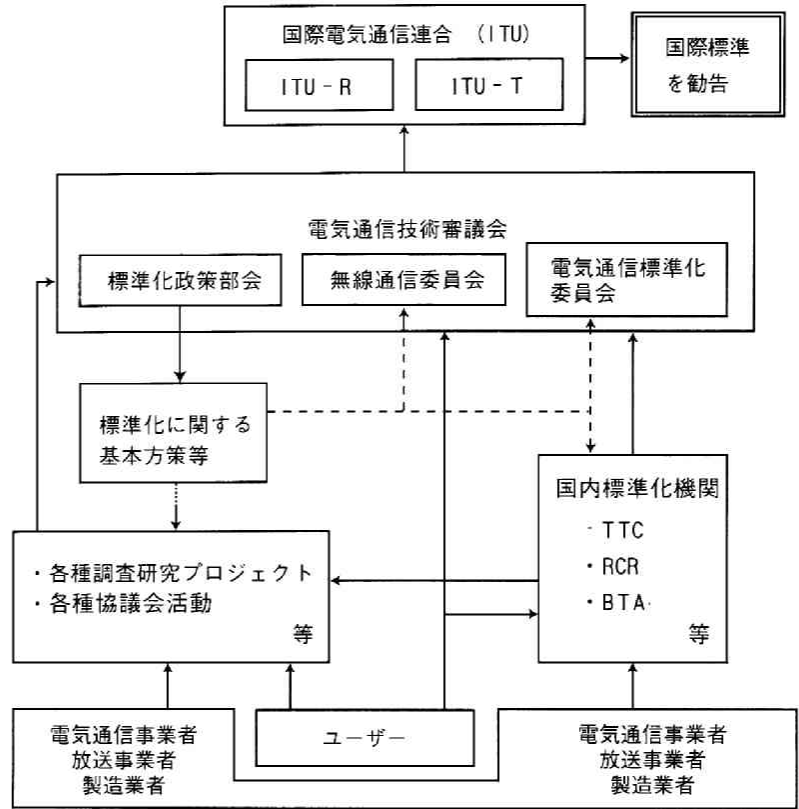 国際電気通信連合 (ITU)
ITU-R
ITU-T
国際標準
を勧告
電気通信技術審議会
標準化政策部会
無線通信委員会
電気通信標準化
委員会
標準化に関する
基本方策等
国内標準化機関
・TTC
・RCR
・BTA
等
・各種調査研究プロジェクト
・各種協議会活動
等
電気通信事業者
放送事業者
製造業者
ユーザー
電気通信事業者
放送事業者
製造業者